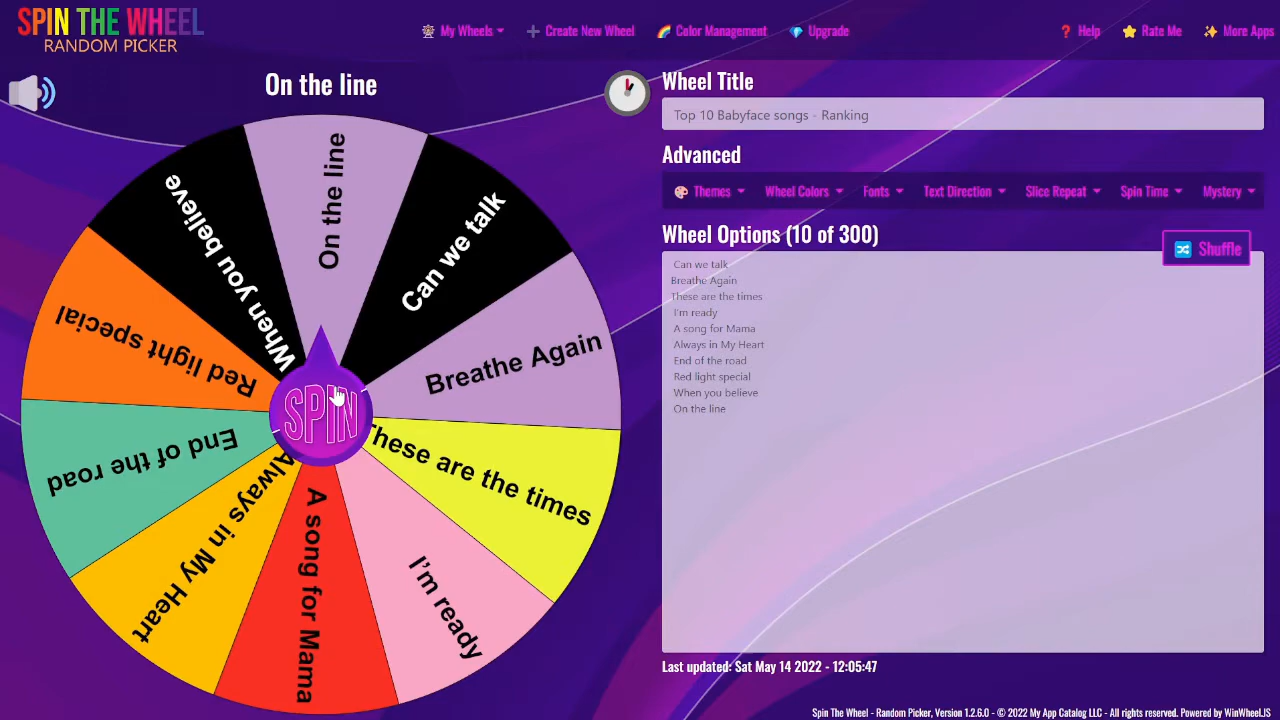 SPIN THE WHEEL
RANDOM PICKER
My Wheels
Create New Wheel
Color Management
Upgrade
Help
Rate Me
More Apps
On the line
On the line
Can we talk
Breathe Again
These are the times
I'm ready
A song for Mama
Always in My Heart
End of the road
Red light special
When you believe
SPIN
Wheel Title
Top 10 Babyface songs - Ranking
Advanced
Themes
Wheel Colors
Fonts
Text Direction
Slice Repeat
Spin Time
Mystery
Wheel Options (10 of 300)
Shuffle
Can we talk
Breathe Again
These are the times
I'm ready
A song for Mama
Always in My Heart
End of the road
Red light special
When you believe
On the line
Last updated: Sat May 14 2022 - 12:05:47
Spin The Wheel - Random Picker, Version 1.2.6.0 - © 2022 My App Catalog LLC - All rights reserved. Powered by WinWheel.JS